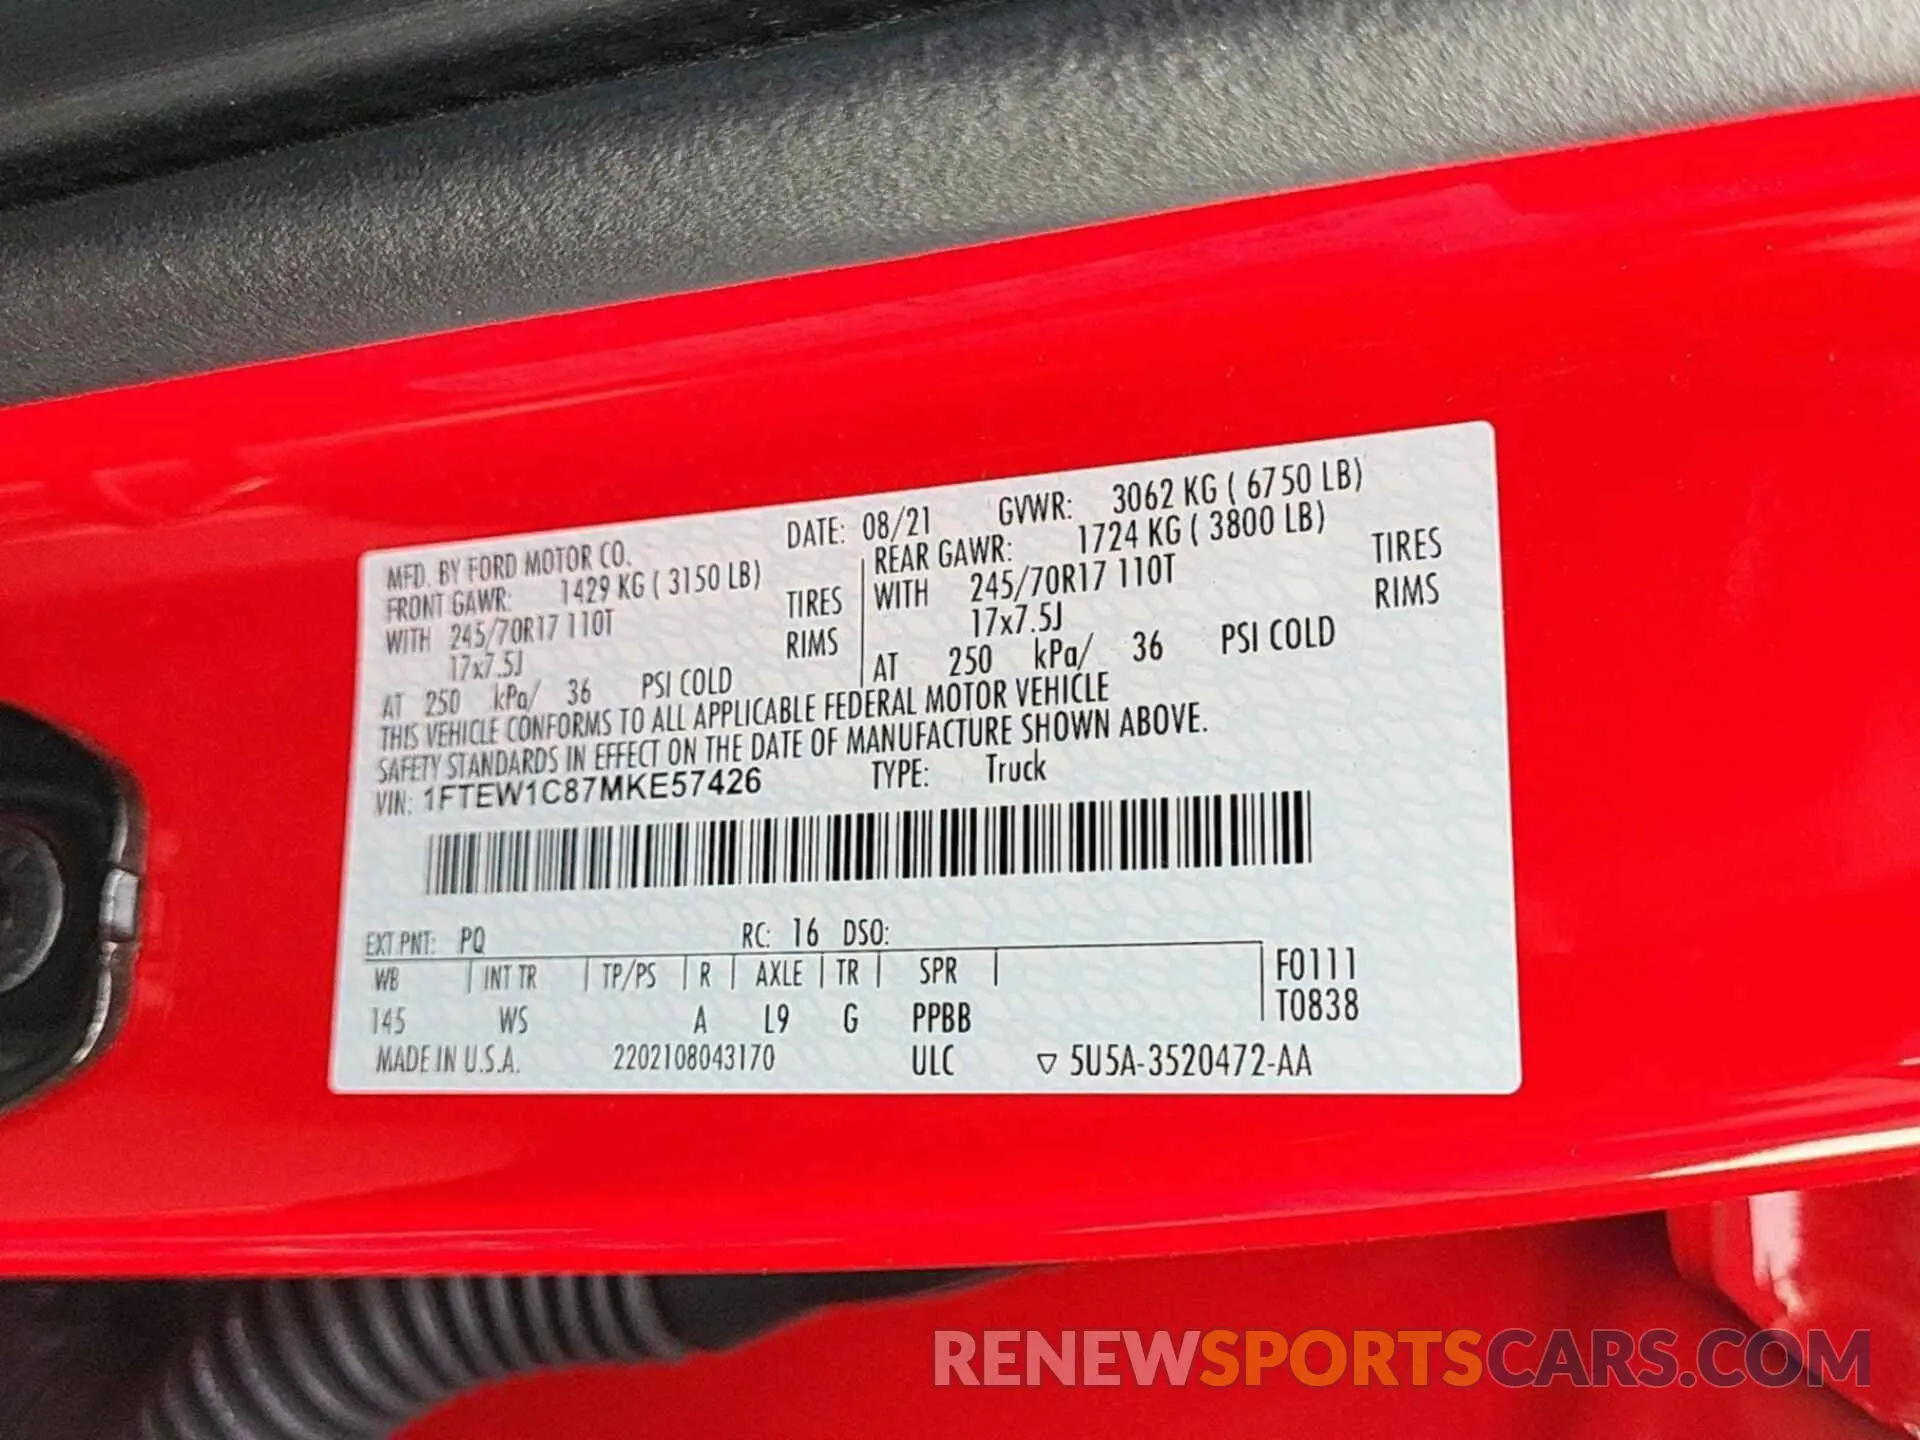 MFD. BY FORD MOTOR CO. DATE: 08/21 GVWR: 3062 KG ( 6750 LB)
FRONT GAWR: 1429 KG ( 3150 LB) REAR GAWR: 1724 KG ( 3800 LB)
WITH 245/70R17 110T TIRES WITH 245/70R17 110T TIRES
17x7.5J RIMS 17x7.5J RIMS
AT 250 kPa/ 36 PSI COLD AT 250 kPa/ 36 PSI COLD
THIS VEHICLE CONFORMS TO ALL APPLICABLE FEDERAL MOTOR VEHICLE
SAFETY STANDARDS IN EFFECT ON THE DATE OF MANUFACTURE SHOWN ABOVE.
VIN: 1FTEW1C87MKE57426 TYPE: Truck
EXT PNT: PQ RC: 16 DSO:
WB INT TR TP/PS R AXLE TR SPR F0111
145 WS A L9 G PPBB T0838
MADE IN U.S.A. 2202108043170 ULC ▽ 5U5A-3520472-AA
RENEWSPORTSCARS.COM